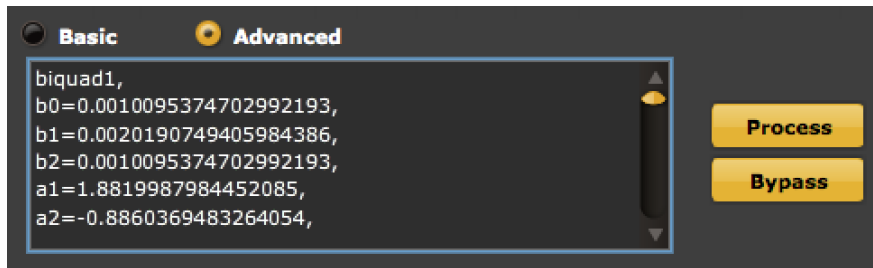 Basic Advanced
biquad1,
b0=0.0010095374702992193,
b1=0.0020190749405984386,
b2=0.0010095374702992193,
a1=1.8819987984452085,
a2=-0.8860369483264054,
Process
Bypass